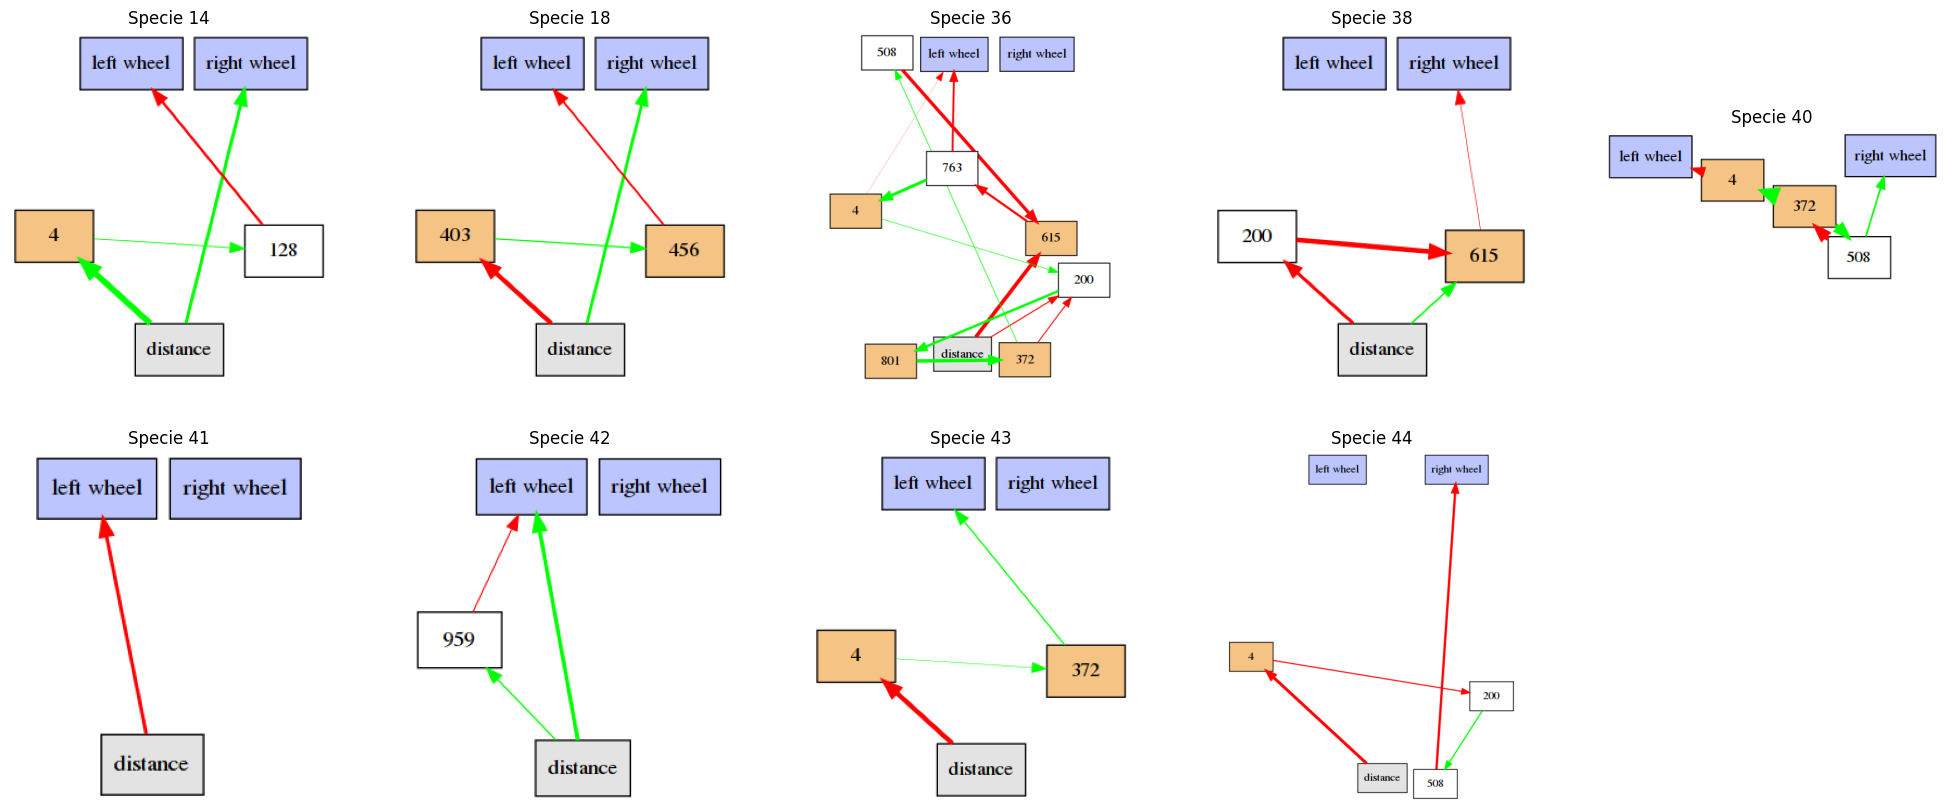 Specie 14
left wheel
right wheel
4
128
distance
Specie 18
left wheel
right wheel
403
456
distance
Specie 36
508
left wheel
right wheel
763
4
615
200
801
distance
372
Specie 38
left wheel
right wheel
200
615
distance
Specie 40
left wheel
right wheel
4
372
508
Specie 41
left wheel
right wheel
distance
Specie 42
left wheel
right wheel
959
distance
Specie 43
left wheel
right wheel
4
372
distance
Specie 44
left wheel
right wheel
4
200
distance
508